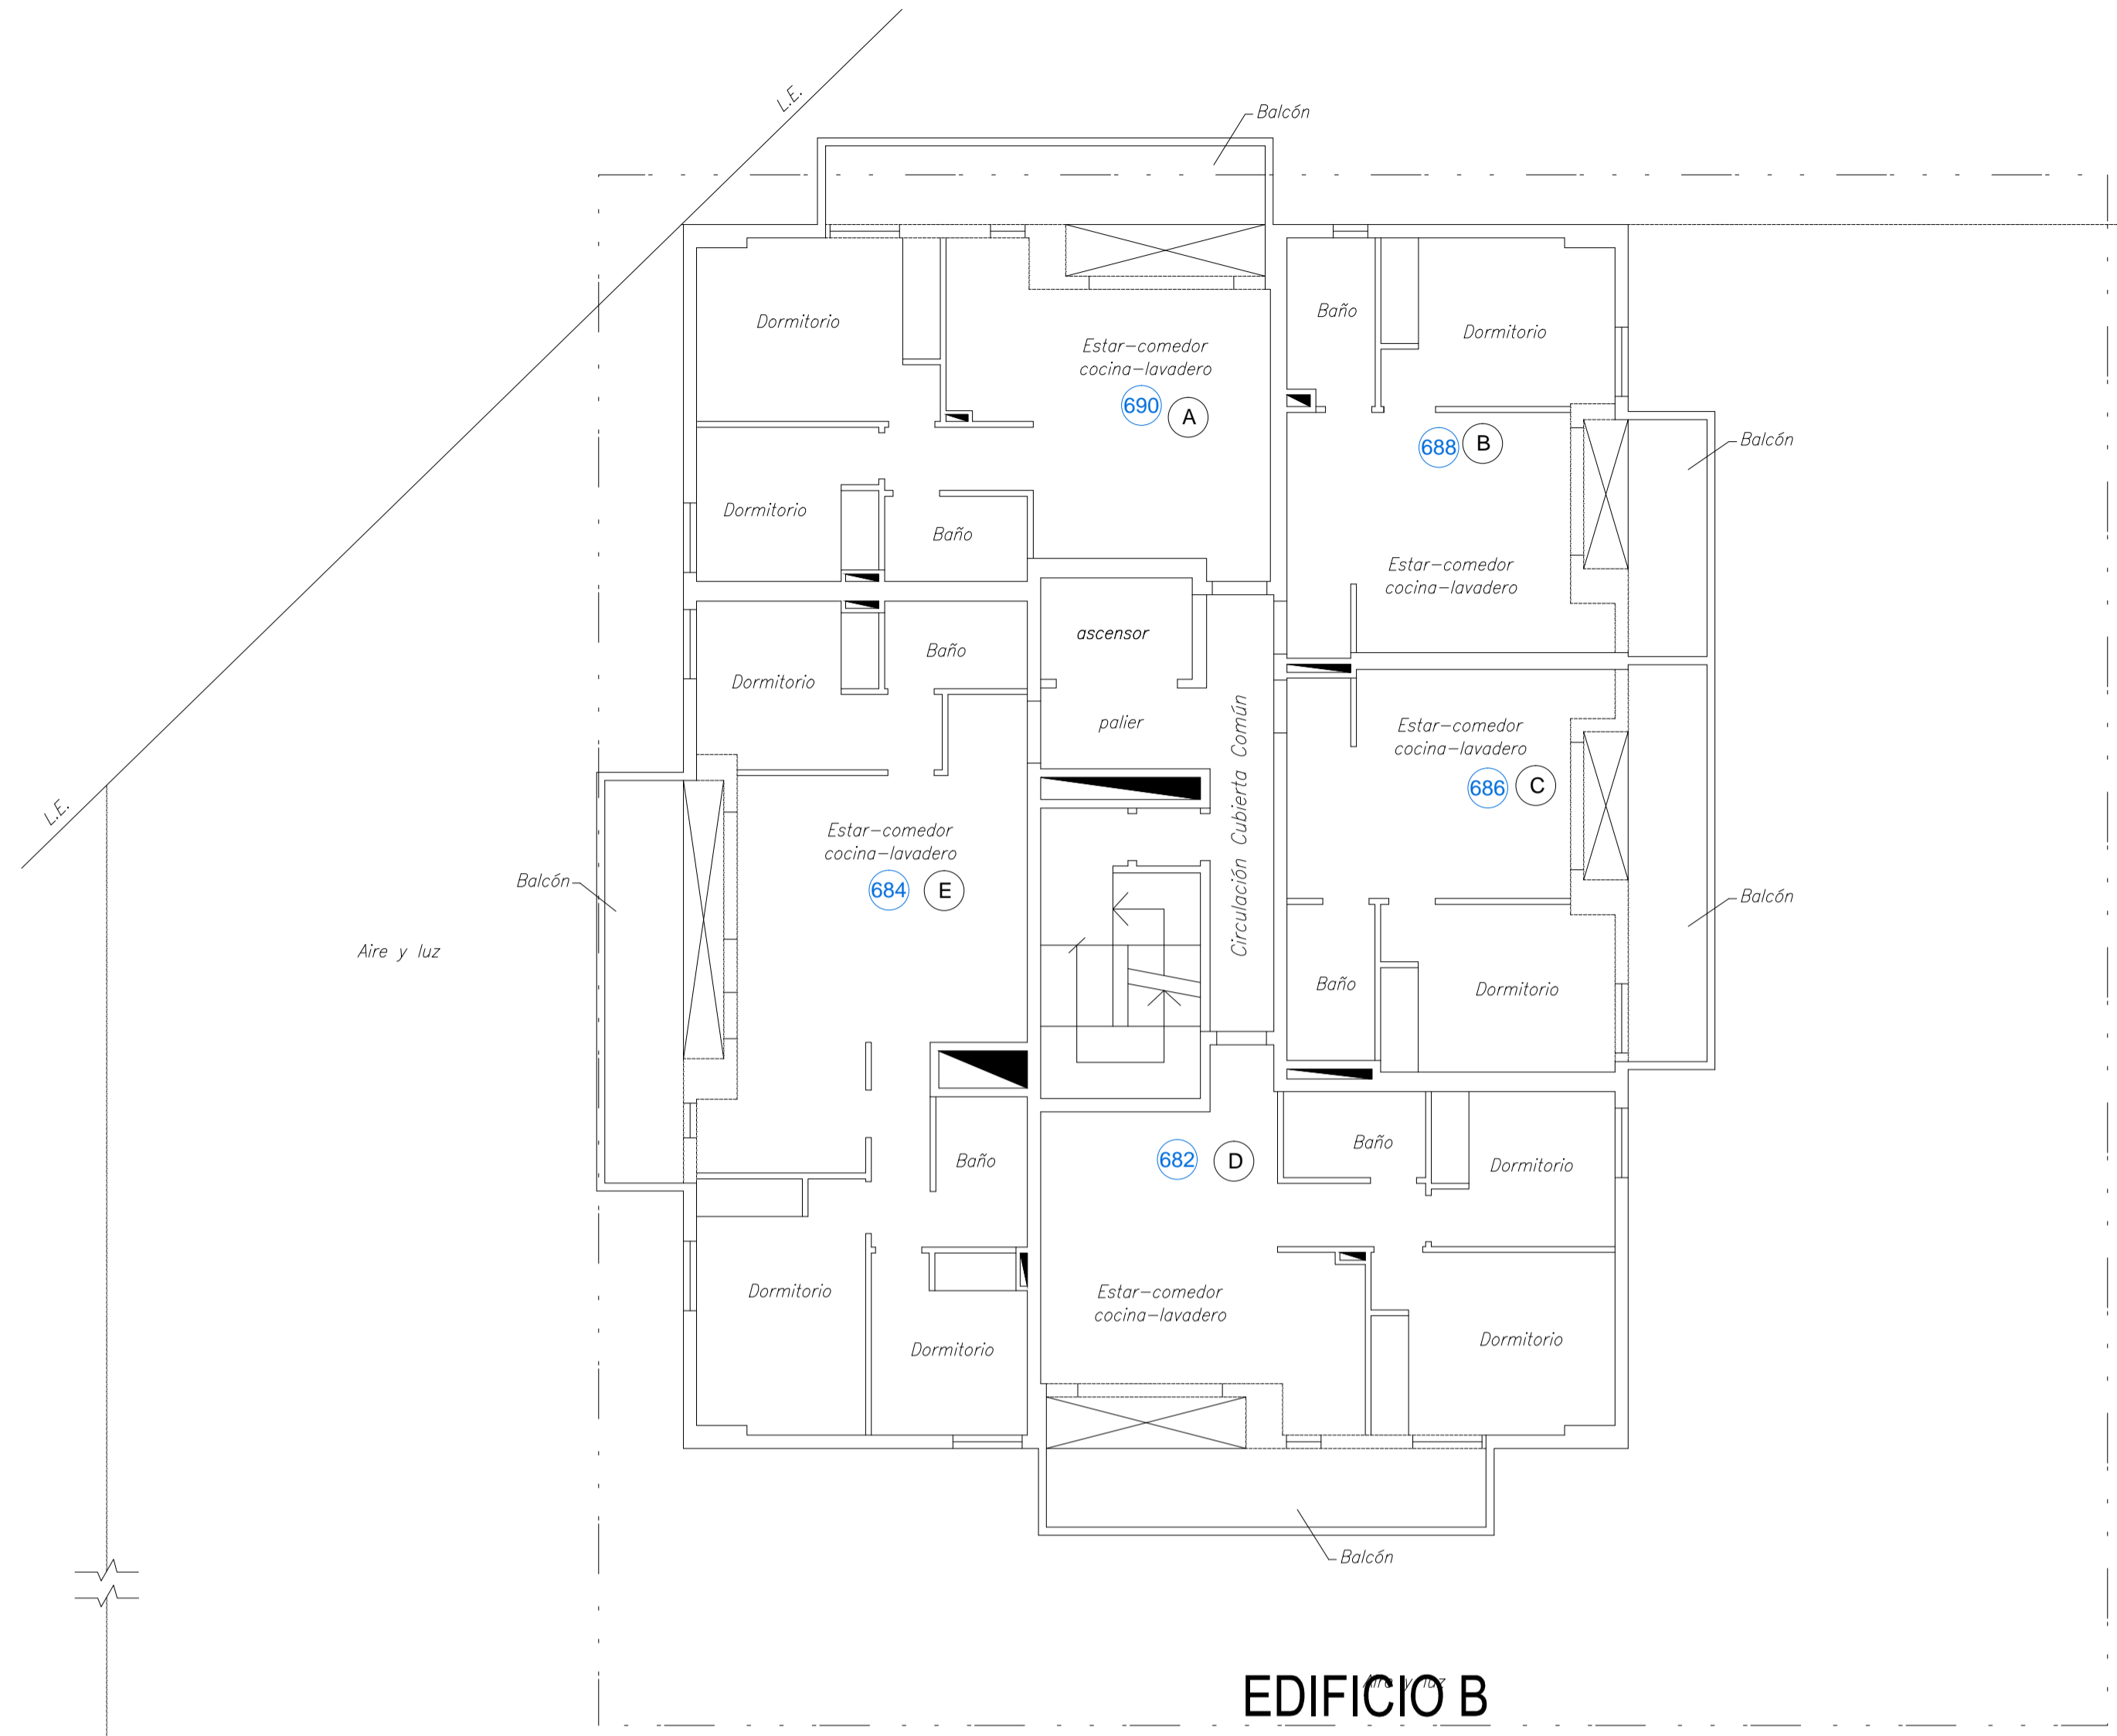 L.E.
Balcón
Dormitorio
Estar-comedor
cocina-lavadero
690
A
Baño
Dormitorio
688
B
Balcón
Dormitorio
Baño
Estar-comedor
cocina-lavadero
ascensor
Baño
Dormitorio
palier
Circulación Cubierta Común
Estar-comedor
cocina-lavadero
686
C
L.E.
Estar-comedor
cocina-lavadero
684
E
Balcón
Balcón
Aire y luz
Baño
Dormitorio
Baño
682
D
Baño
Dormitorio
Dormitorio
Estar-comedor
cocina-lavadero
Dormitorio
Dormitorio
Balcón
Aire y luz
EDIFICIO B